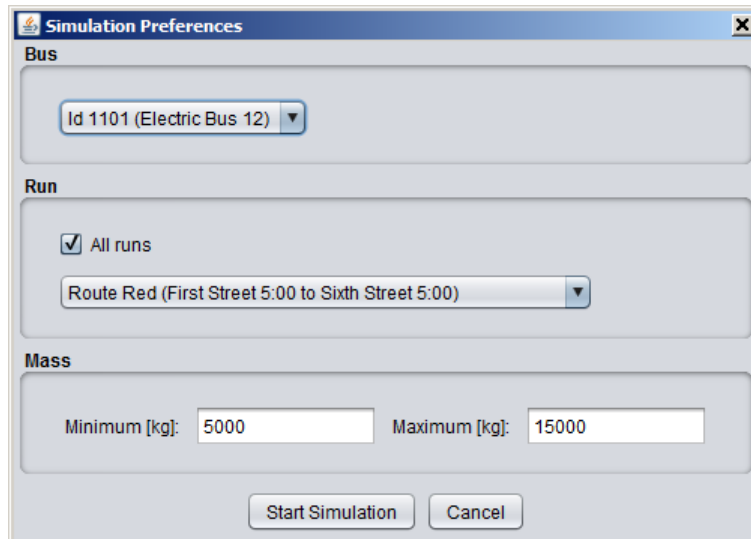 Simulation Preferences
Bus
Id 1101 (Electric Bus 12)
Run
All runs
Route Red (First Street 5:00 to Sixth Street 5:00)
Mass
Minimum [kg]: 5000 Maximum [kg]: 15000
Start Simulation Cancel